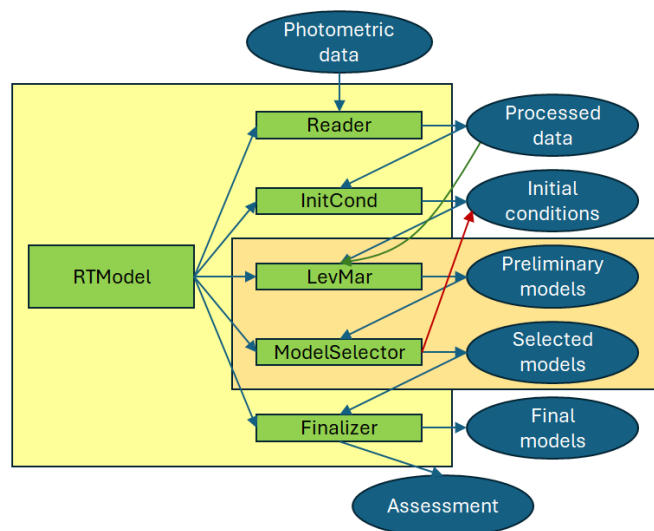 Photometric
data
Reader
Processed
data
InitCond
Initial
conditions
RTModel
LevMar
Preliminary
models
ModelSelector
Selected
models
Finalizer
Final
models
Assessment